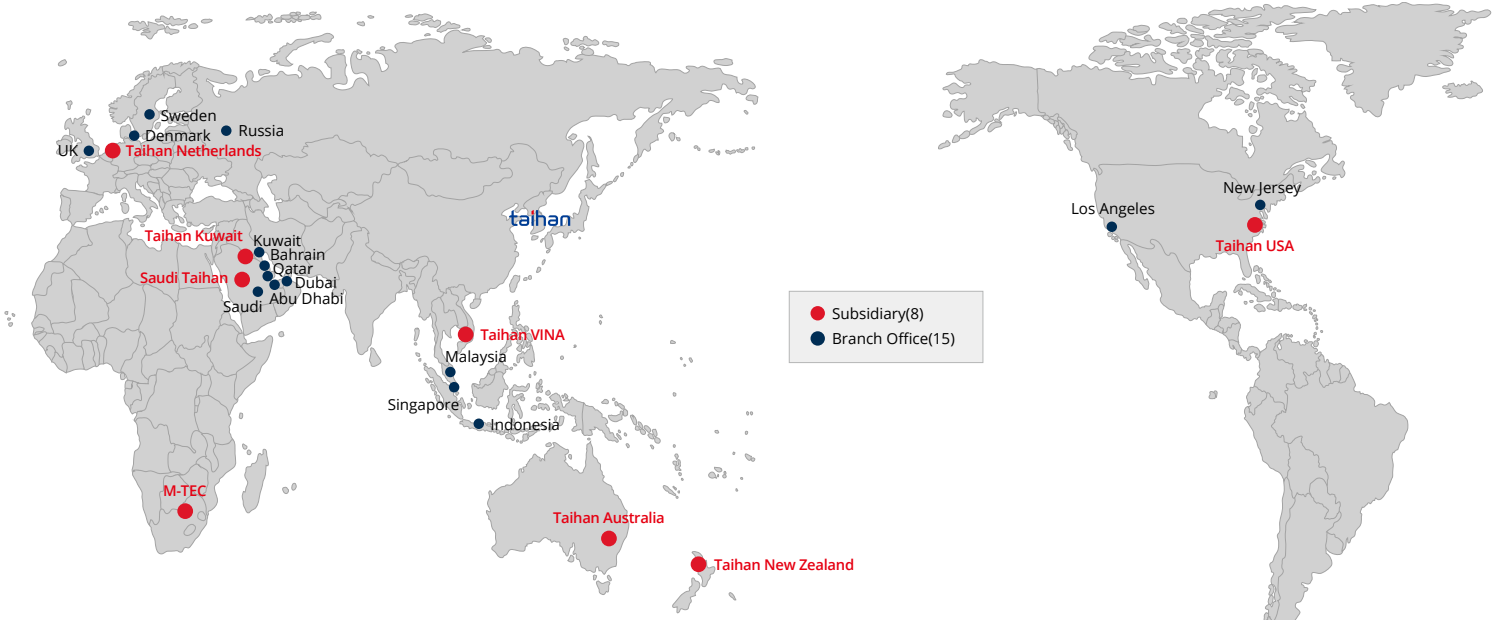 Sweden
Denmark
Russia
UK
Taihan Netherlands
taihan
New Jersey
Los Angeles
Taihan USA
Taihan Kuwait
Kuwait
Bahrain
Qatar
Saudi Taihan
Dubai
Abu Dhabi
Saudi
Subsidiary(8)
Branch Office(15)
Taihan VINA
Malaysia
Singapore
Indonesia
M-TEC
Taihan Australia
Taihan New Zealand